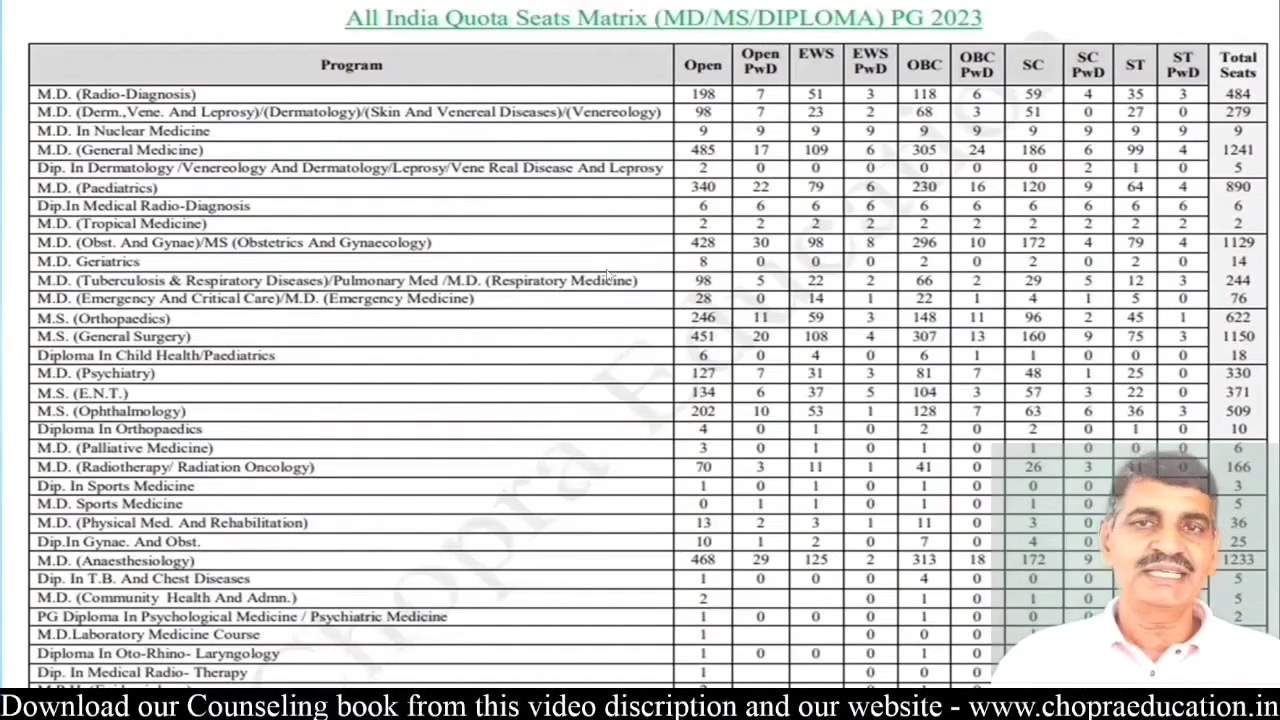 All India Quota Seats Matrix (MD/MS/DIPLOMA) PG 2023
Program Open Open PwD EWS EWS PwD OBC OBC PwD SC SC PwD ST ST PwD Total Seats
M.D. (Radio-Diagnosis) 198 7 51 3 118 6 59 4 35 3 484
M.D. (Derm.,Vene. And Leprosy)/(Dermatology)/(Skin And Venereal Diseases)/(Venereology) 98 7 23 2 68 3 51 0 27 0 279
M.D. In Nuclear Medicine 9 9 9 9 9 9 9 9 9 9 9
M.D. (General Medicine) 485 17 109 6 305 24 186 6 99 4 1241
Dip. In Dermatology /Venereology And Dermatology/Leprosy/Vene Real Disease And Leprosy 2 0 0 0 0 0 0 2 1 0 5
M.D. (Paediatrics) 340 22 79 6 230 16 120 9 64 4 890
Dip.In Medical Radio-Diagnosis 6 6 6 6 6 6 6 6 6 6 6
M.D. (Tropical Medicine) 2 2 2 2 2 2 2 2 2 2 2
M.D. (Obst. And Gynae)/MS (Obstetrics And Gynaecology) 428 30 98 8 296 10 172 4 79 4 1129
M.D. Geriatrics 8 0 0 0 2 0 2 0 2 0 14
M.D. (Tuberculosis & Respiratory Diseases)/Pulmonary Med /M.D. (Respiratory Medicine) 98 5 22 2 66 2 29 5 12 3 244
M.D. (Emergency And Critical Care)/M.D. (Emergency Medicine) 28 0 14 1 22 1 4 1 5 0 76
M.S. (Orthopaedics) 246 11 59 3 148 11 96 2 45 1 622
M.S. (General Surgery) 451 20 108 4 307 13 160 9 75 3 1150
Diploma In Child Health/Paediatrics 6 0 4 0 6 1 1 0 0 0 18
M.D. (Psychiatry) 127 7 31 3 81 7 48 1 25 0 330
M.S. (E.N.T.) 134 6 37 5 104 3 57 3 22 0 371
M.S. (Ophthalmology) 202 10 53 1 128 7 63 6 36 3 509
Diploma In Orthopaedics 4 0 1 0 2 0 2 0 1 0 10
M.D. (Palliative Medicine) 3 0 1 0 1 0 1 0 6
M.D. (Radiotherapy/ Radiation Oncology) 70 3 11 1 41 0 26 3 11 0 166
Dip. In Sports Medicine 1 0 0 0 1 0 0 0 3
M.D. Sports Medicine 0 1 1 0 1 0 1 0 5
M.D. (Physical Med. And Rehabilitation) 13 2 3 1 11 0 3 0 36
Dip.In Gynae. And Obst. 10 1 2 0 7 0 4 0 25
M.D. (Anaesthesiology) 468 29 125 2 313 18 172 9 1233
Dip. In T.B. And Chest Diseases 1 0 0 0 4 0 0 0 5
M.D. (Community Health And Admn.) 2 0 1 0 1 0 5
PG Diploma In Psychological Medicine / Psychiatric Medicine 1 0 0 0 1 0 0 0 2
M.D.Laboratory Medicine Course 1 0 0 0
Diploma In Oto-Rhino- Laryngology 1 0 0 0 1 0
Dip. In Medical Radio- Therapy 1 0 0 0
Chopra Education
Download our Counseling book from this video discription and our website - www.chopraeducation.in